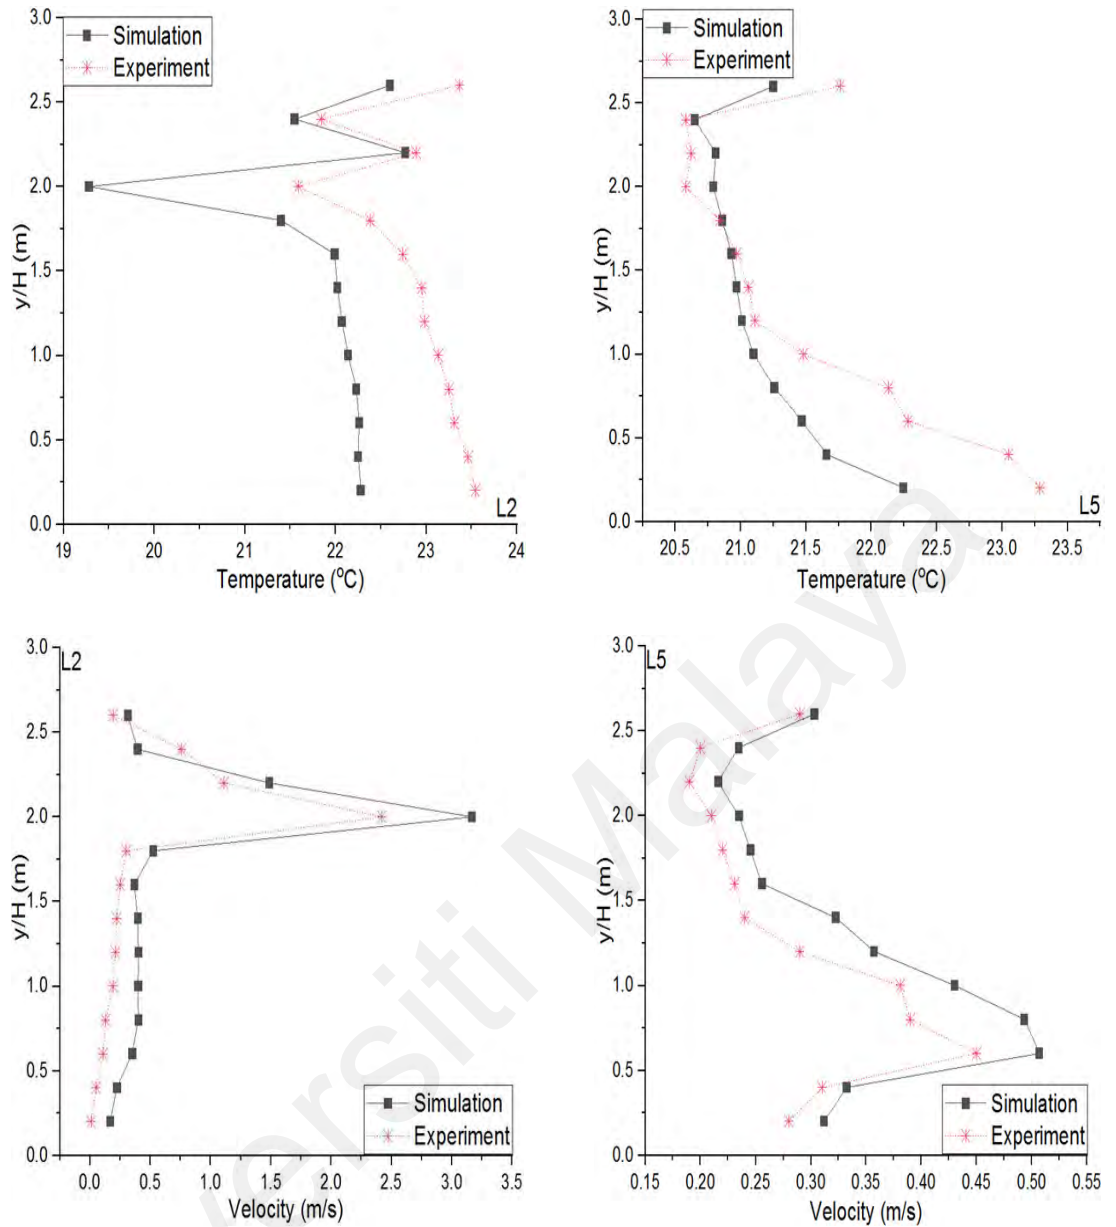 Simulation
Experiment
3.0
2.5
2.0
1.5
1.0
0.5
0.0
y/H (m)
L2
19 20 21 22 23 24
Temperature (°C)
Simulation
Experiment
3.0
2.5
2.0
1.5
1.0
0.5
0.0
y/H (m)
L5
20.5 21.0 21.5 22.0 22.5 23.0 23.5
Temperature (°C)
L2
3.0
2.5
2.0
1.5
1.0
0.5
0.0
y/H (m)
Simulation
Experiment
0.0 0.5 1.0 1.5 2.0 2.5 3.0 3.5
Velocity (m/s)
L5
3.0
2.5
2.0
1.5
1.0
0.5
0.0
y/H (m)
Simulation
Experiment
0.15 0.20 0.25 0.30 0.35 0.40 0.45 0.50 0.55
Velocity (m/s)
versiti Malaya